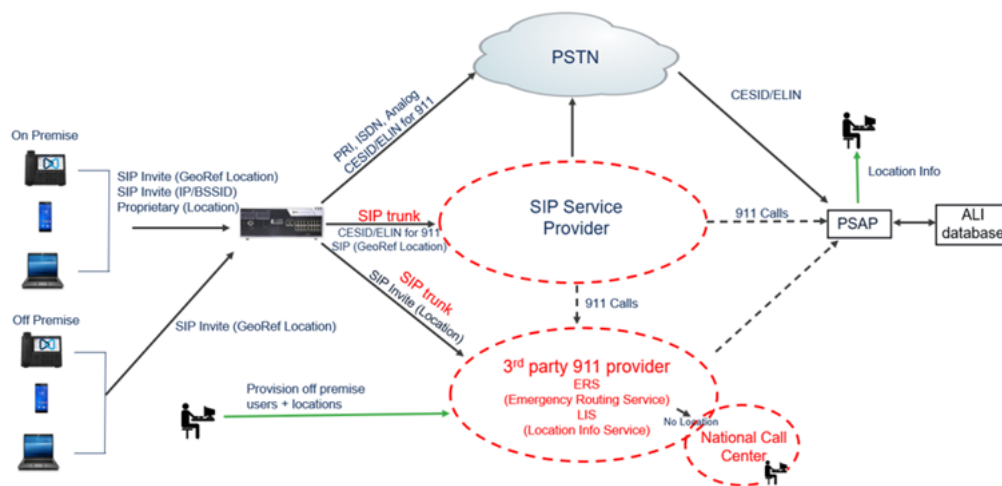 PSTN
On Premise
PRI, ISDN, Analog
CESID/ELIN for 911
CESID/ELIN
SIP Invite (GeoRef Location)
SIP Invite (IP/BSSID)
Proprietary (Location)
Location Info
SIP trunk
CESID/ELIN for 911
SIP (GeoRef Location)
SIP Service
Provider
911 Calls
PSAP
ALI
database
SIP trunk
SIP Invite (Location)
911 Calls
Off Premise
SIP Invite (GeoRef Location)
3rd party 911 provider
ERS
(Emergency Routing Service)
LIS
(Location Info Service)
Provision off premise
users + locations
No Location
National Call
Center